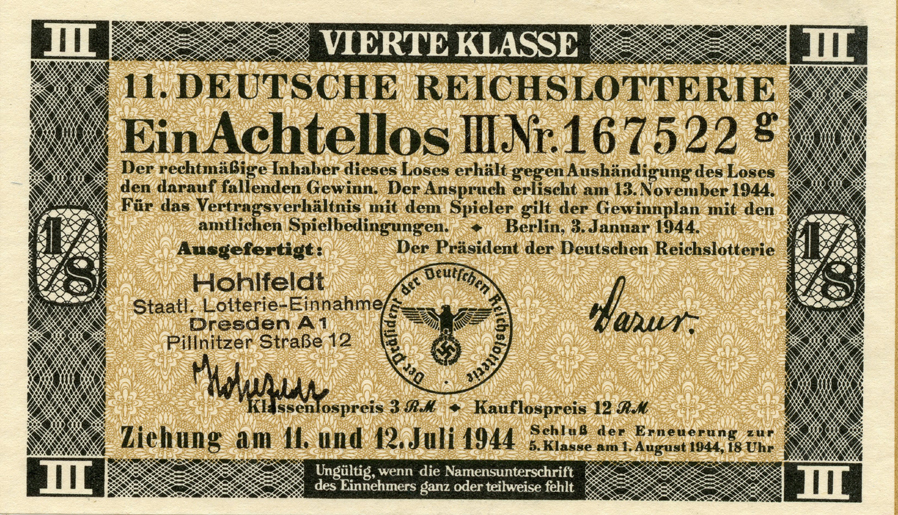 III VIERTE KLASSE III
11. DEUTSCHE REICHSLOTTERIE
Ein Achtellos III Nr. 167522 g
Der rechtmäßige Inhaber dieses Loses erhält gegen Aushändigung des Loses
den darauf fallenden Gewinn. Der Anspruch erlischt am 13. November 1944.
Für das Vertragsverhältnis mit dem Spieler gilt der Gewinnplan mit den
amtlichen Spielbedingungen. ◆ Berlin, 3. Januar 1944.
1/8 1/8
Ausgefertigt: Der Präsident der Deutschen Reichslotterie
Hohlfeldt
Staatl. Lotterie-Einnahme
Dresden A 1
Pillnitzer Straße 12
Der Präsident der Deutschen Reichslotterie
Klassenlospreis 3 RM ◆ Kauflospreis 12 RM
Ziehung am 11. und 12. Juli 1944
Schluß der Erneuerung zur
5. Klasse am 1. August 1944, 18 Uhr
III III
Ungültig, wenn die Namensunterschrift
des Einnehmers ganz oder teilweise fehlt